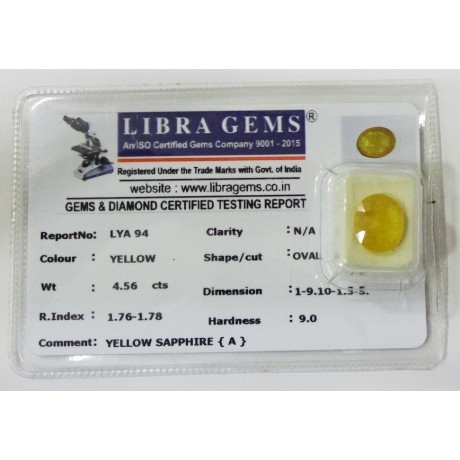 LIBRA GEMS ®
An ISO Certified Gems Company 9001 - 2015
Registered Under the Trade Marks with Govt. of India
website : www.libragems.co.in
GEMS & DIAMOND CERTIFIED TESTING REPORT
ReportNo: LYA 94 Clarity : N/A
Colour : YELLOW Shape/cut : OVAL
Wt : 4.56 cts Dimension :
R.Index : 1.76-1.78 Hardness : 9.0
Comment: YELLOW SAPPHIRE { A }